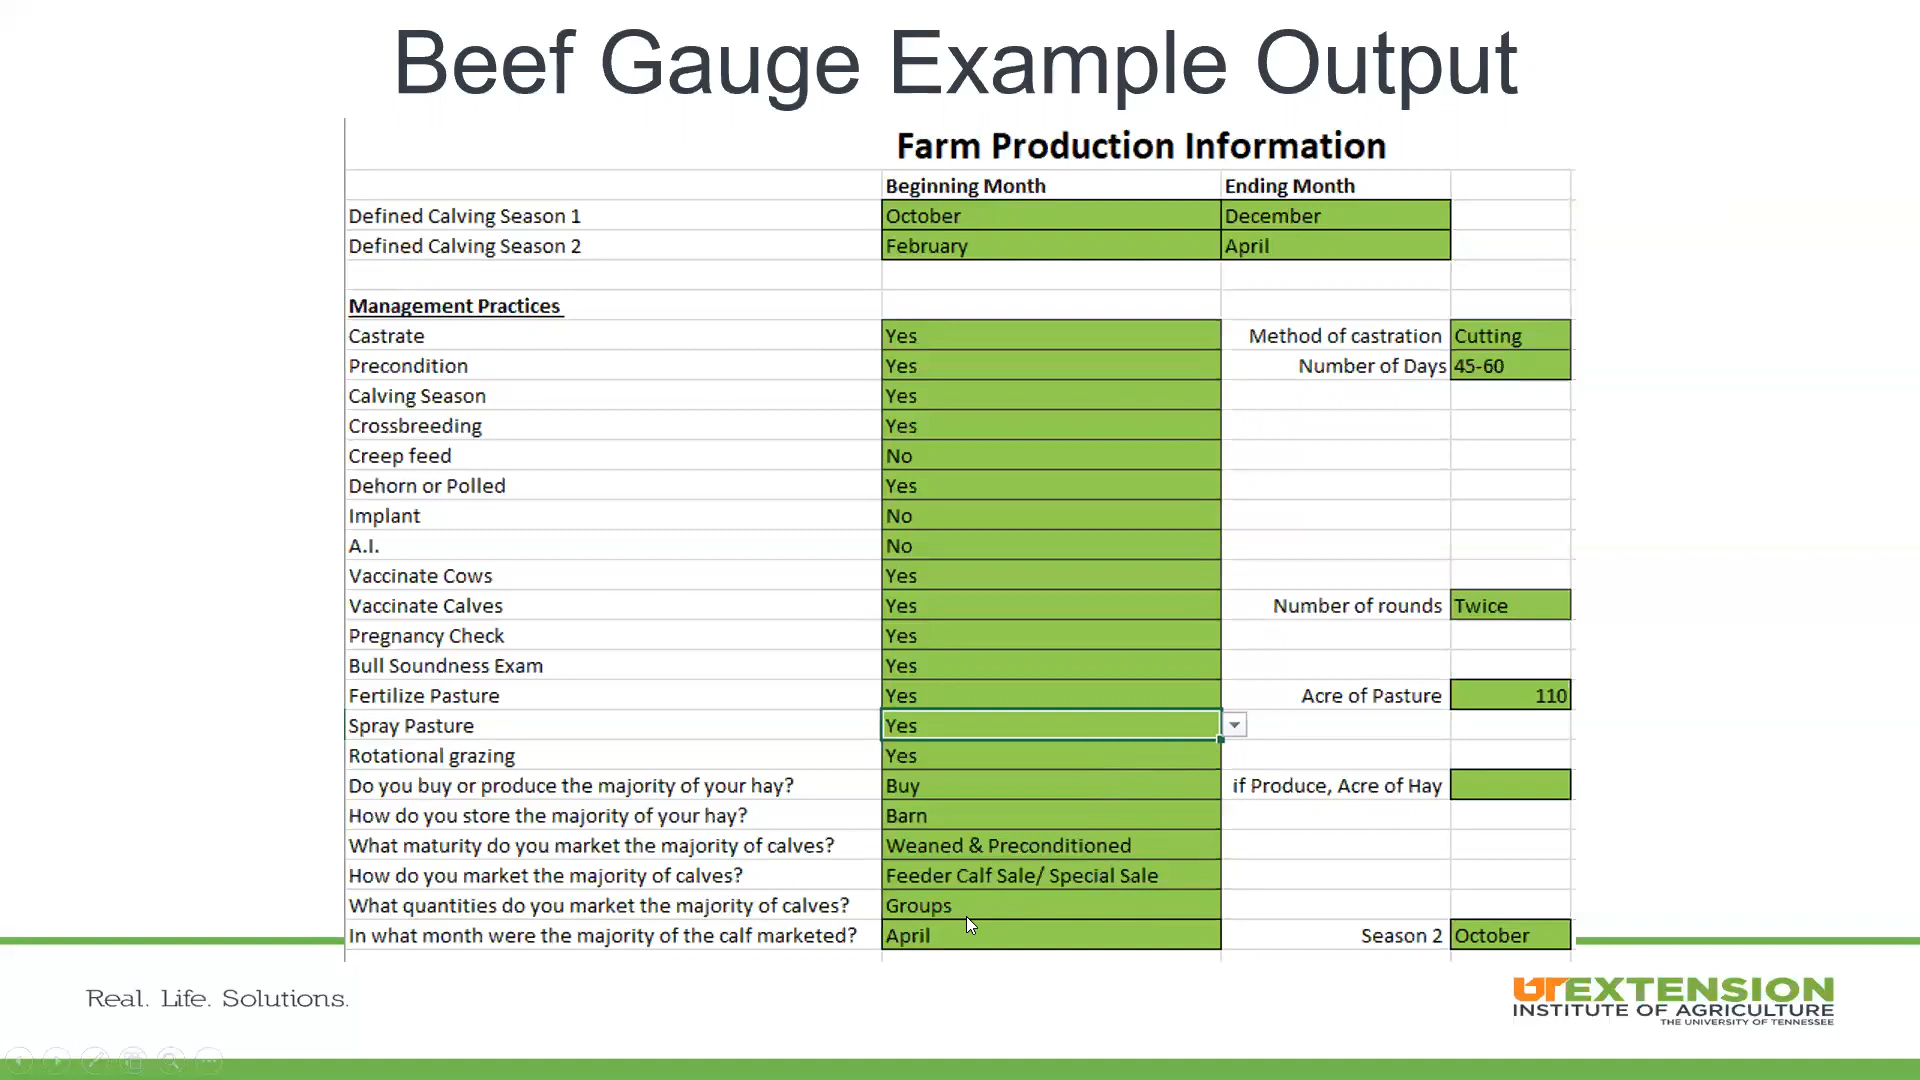 Beef Gauge Example Output
Farm Production Information
Beginning Month Ending Month
Defined Calving Season 1 October December
Defined Calving Season 2 February April
Management Practices
Castrate Yes Method of castration Cutting
Precondition Yes Number of Days 45-60
Calving Season Yes
Crossbreeding Yes
Creep feed No
Dehorn or Polled Yes
Implant No
A.I. No
Vaccinate Cows Yes
Vaccinate Calves Yes Number of rounds Twice
Pregnancy Check Yes
Bull Soundness Exam Yes
Fertilize Pasture Yes Acre of Pasture 110
Spray Pasture Yes
Rotational grazing Yes
Do you buy or produce the majority of your hay? Buy if Produce, Acre of Hay
How do you store the majority of your hay? Barn
What maturity do you market the majority of calves? Weaned & Preconditioned
How do you market the majority of calves? Feeder Calf Sale/ Special Sale
What quantities do you market the majority of calves? Groups
In what month were the majority of the calf marketed? April Season 2 October
Real. Life. Solutions.
UT EXTENSION
INSTITUTE OF AGRICULTURE
THE UNIVERSITY OF TENNESSEE